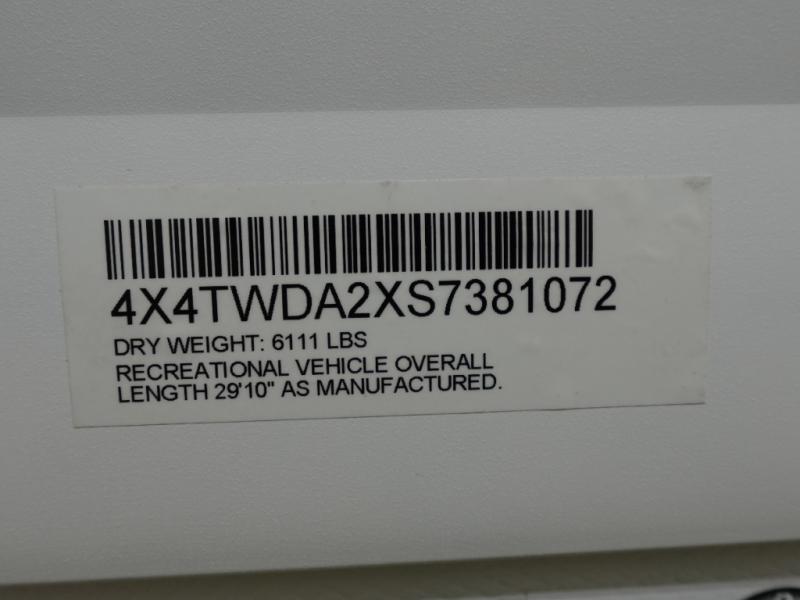 4X4TWDA2XS7381072
DRY WEIGHT: 6111 LBS
RECREATIONAL VEHICLE OVERALL
LENGTH 29'10" AS MANUFACTURED.